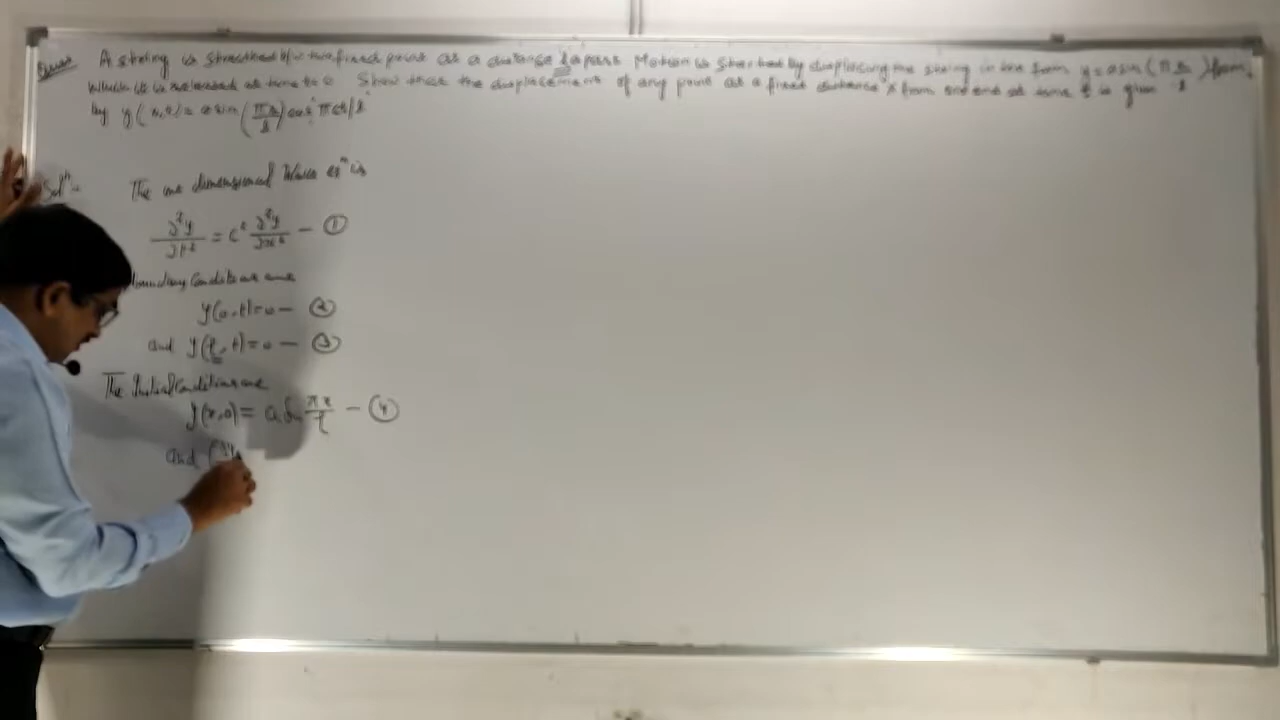 Ques A string is stretched b/w two fixed point at a distance l apart Motion is started by displacing the string in the from y = a sin (πx/l) from,
which it is released at time t=0 Show that the displacement of any point at a fixed distance x from one end at time t is given
by y(x,t) = a sin (πx/l) cos πct/l
Solⁿ:-
The one dimensional Wave eqⁿ is
∂²y/∂t² = c² ∂²y/∂x² — ①
boundary Conditions are
y(0,t)=0 — ②
and y(l,t)=0 — ③
The Initial Conditions are
y(x,0) = a sin πx/l — ④
and (∂y